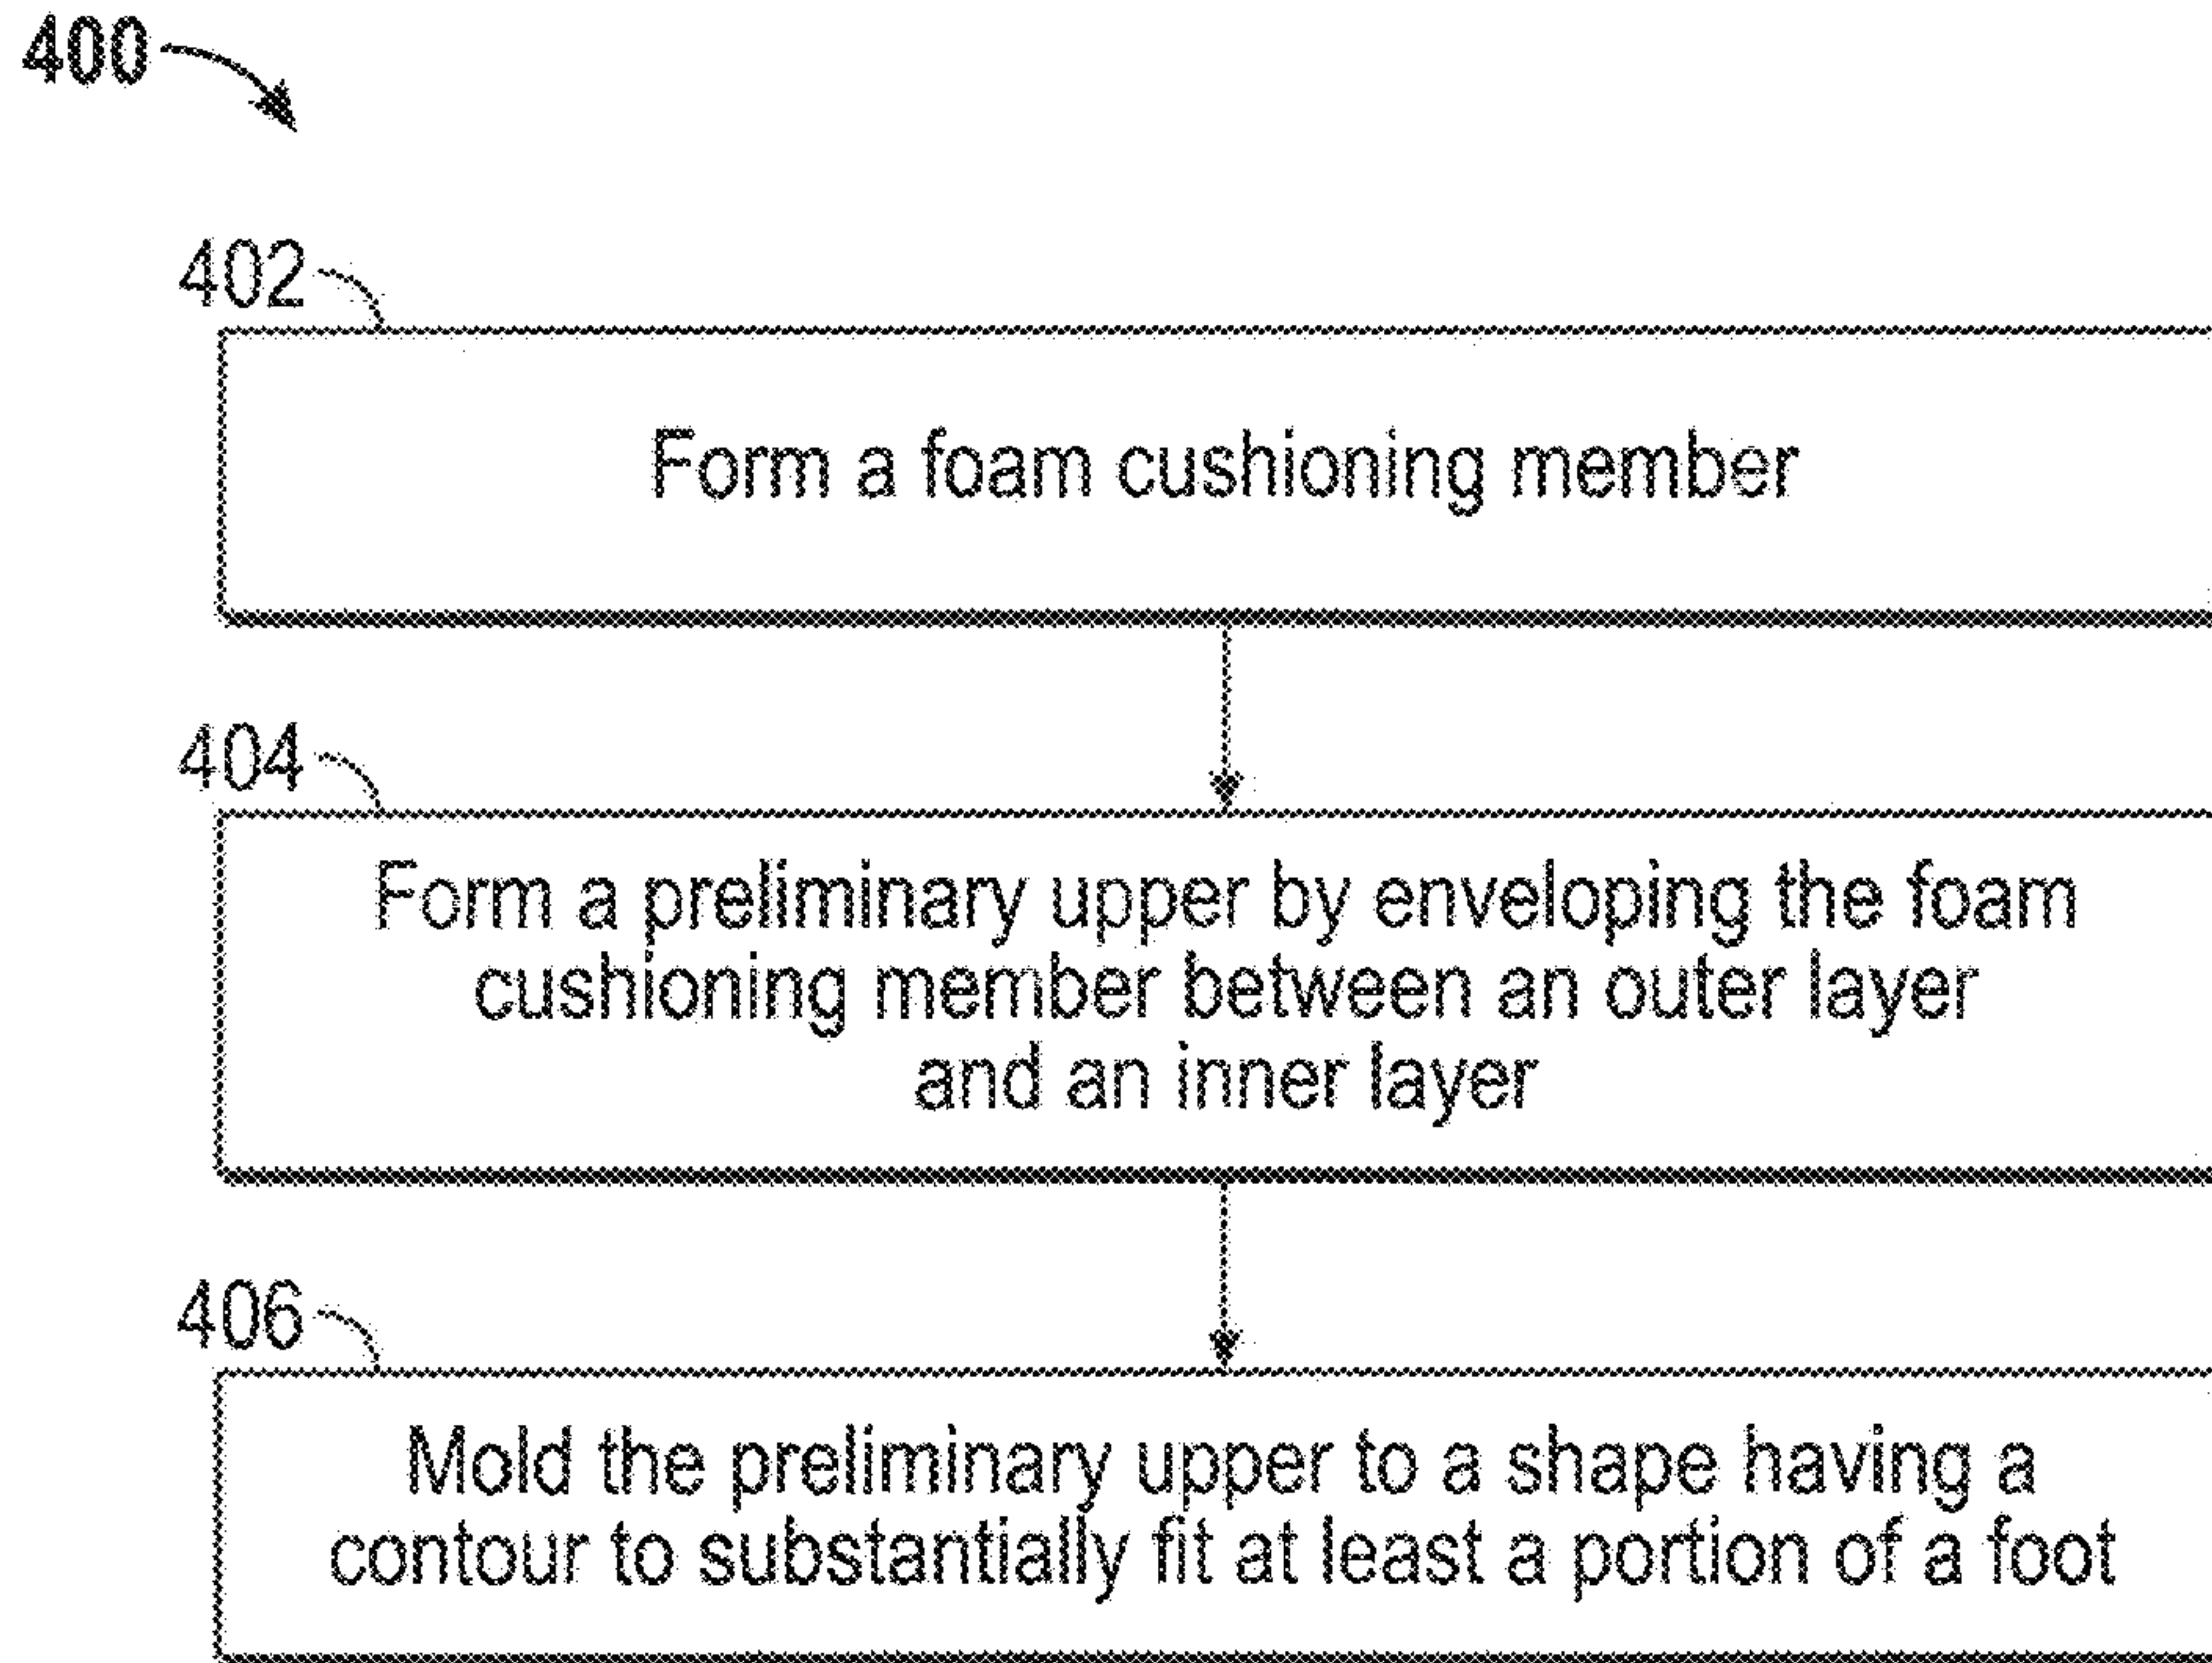 400
402
Form a foam cushioning member
404
Form a preliminary upper by enveloping the foam
cushioning member between an outer layer
and an inner layer
406
Mold the preliminary upper to a shape having a
contour to substantially fit at least a portion of a foot